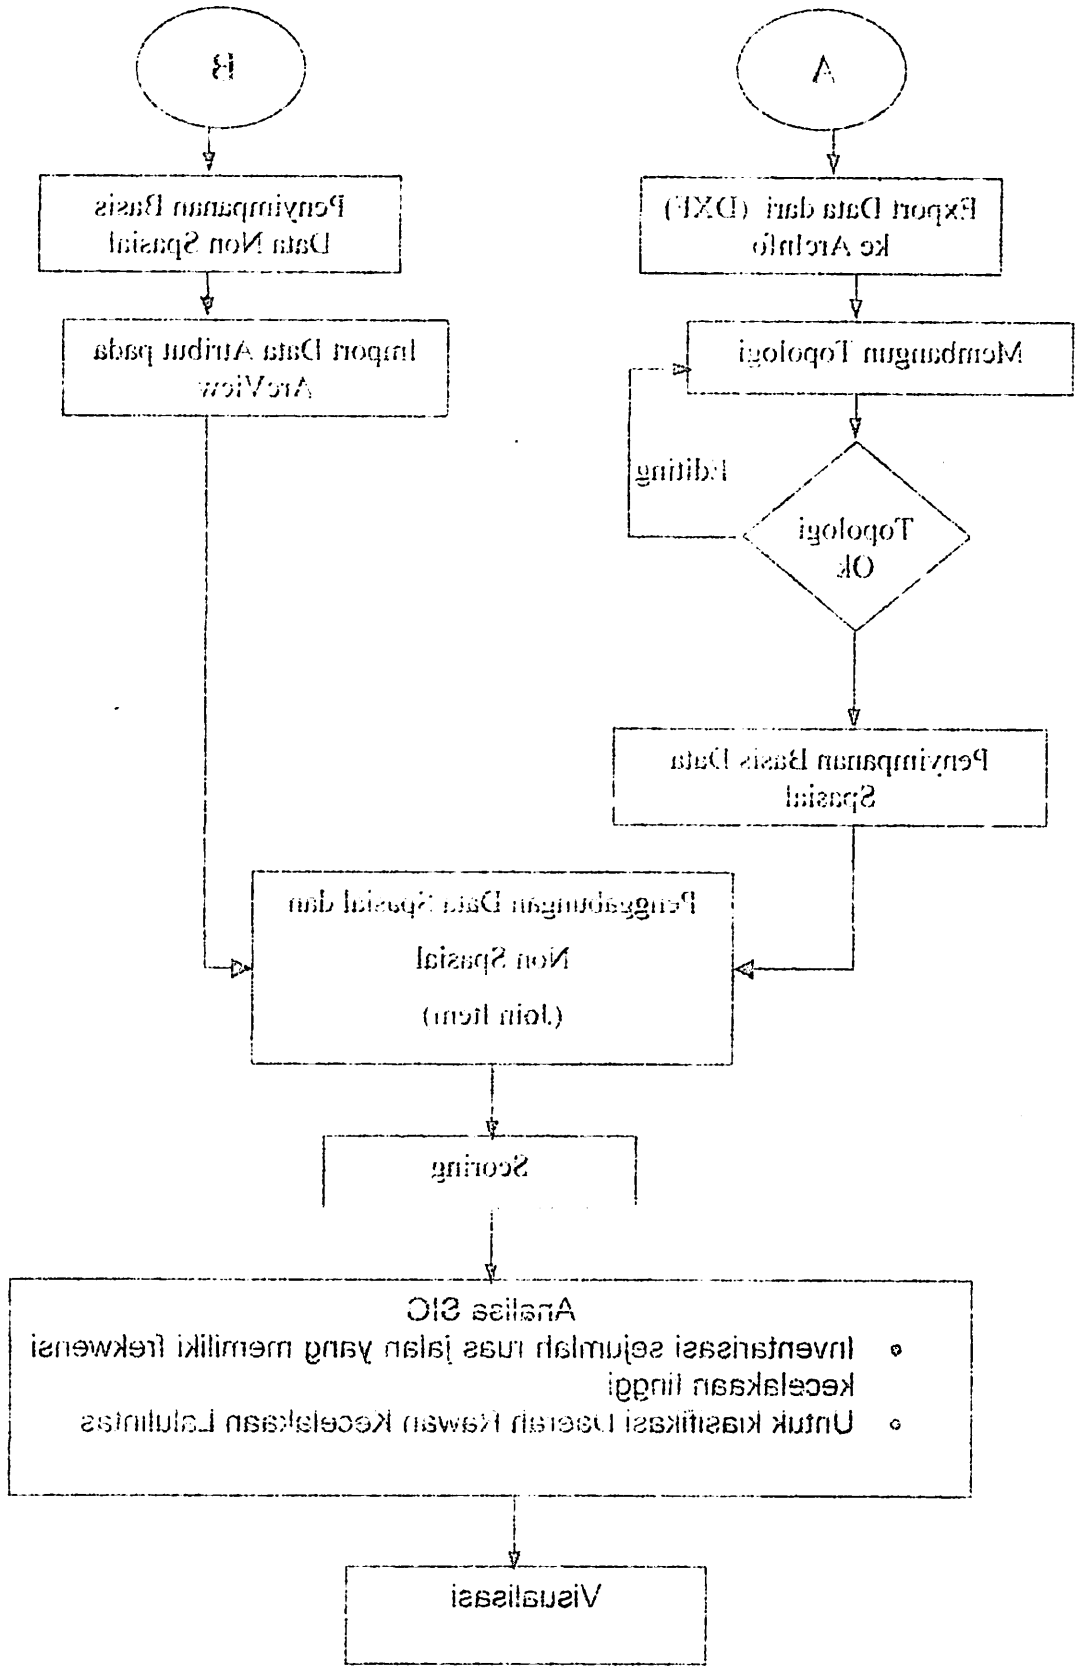 A
B
Export Data dari (DXF)
ke ArcInfo
Penyimpanan Basis
Data Non Spasial
Membangun Topologi
Import Data Atribut pada
ArcView
Editing
Topologi
Ok
Penyimpanan Basis Data
Spasial
Penggabungan Data Spasial dan
Non Spasial
(Join Item)
Scoring
Analisa SIG
• Inventarisasi sejumlah ruas jalan yang memiliki frekwensi
kecelakaan tinggi
• Untuk klasifikasi Daerah Rawan Kecelakaan Lalulintas
Visualisasi